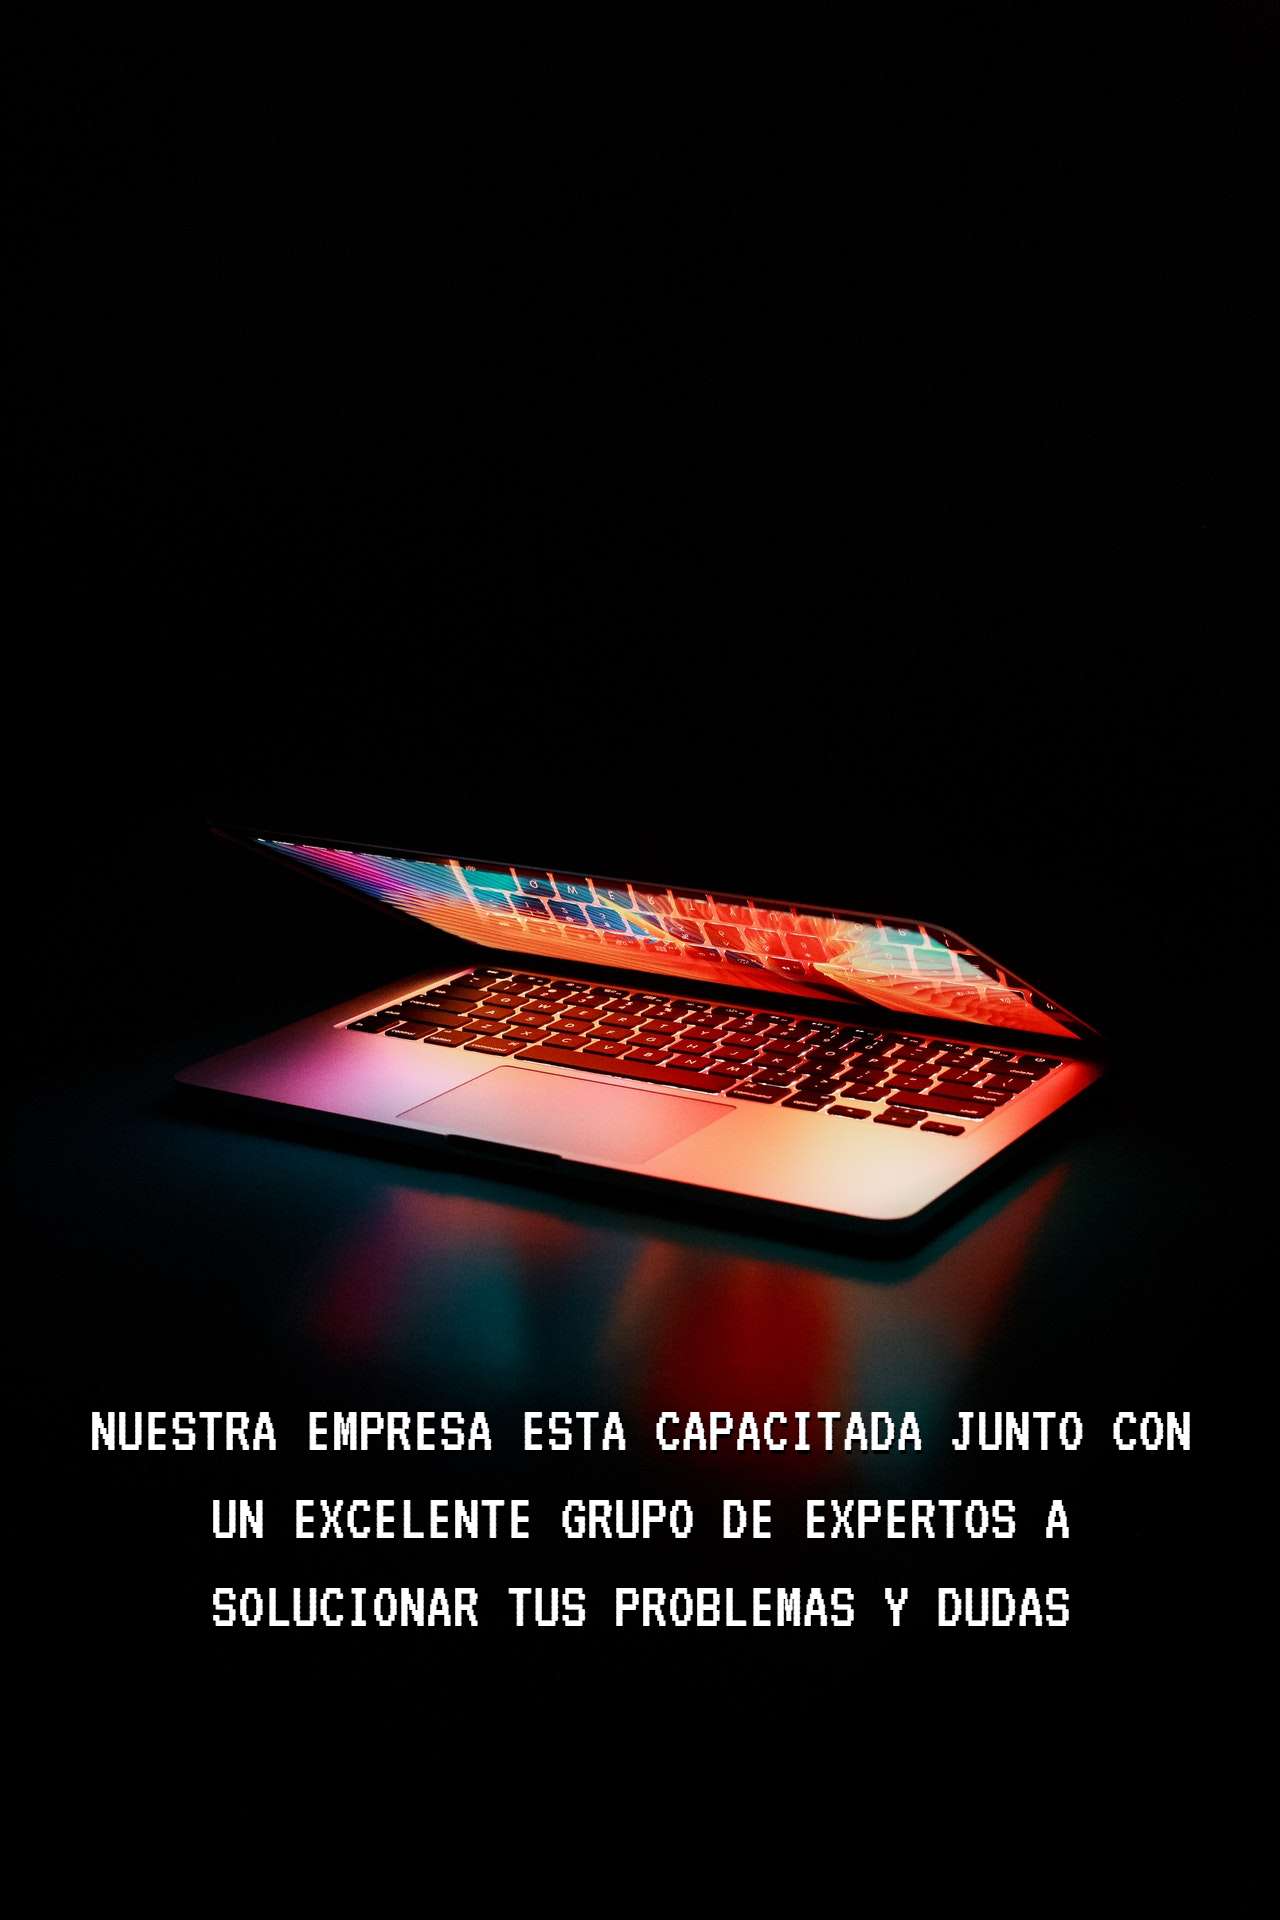 NUESTRA EMPRESA ESTA CAPACITADA JUNTO CON
UN EXCELENTE GRUPO DE EXPERTOS A
SOLUCIONAR TUS PROBLEMAS Y DUDAS